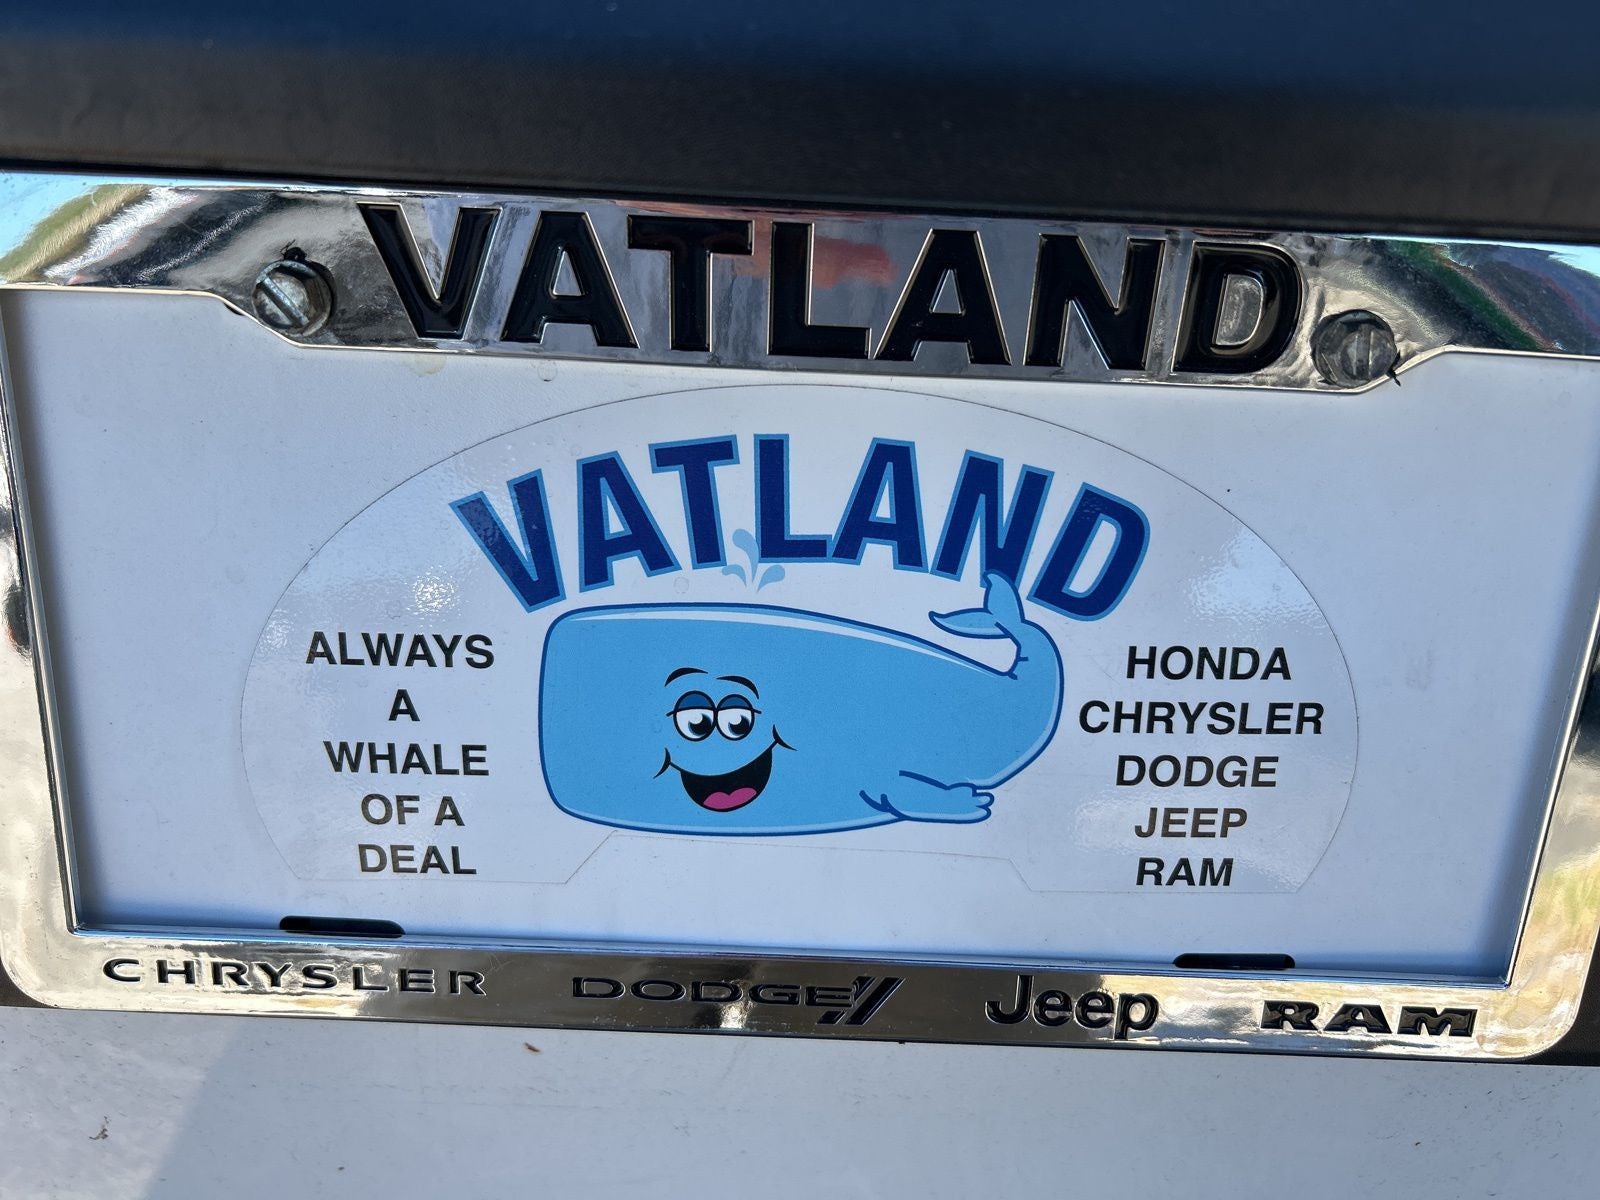 VATLAND
VATLAND
ALWAYS
A
WHALE
OF A
DEAL
HONDA
CHRYSLER
DODGE
JEEP
RAM
CHRYSLER DODGE Jeep RAM